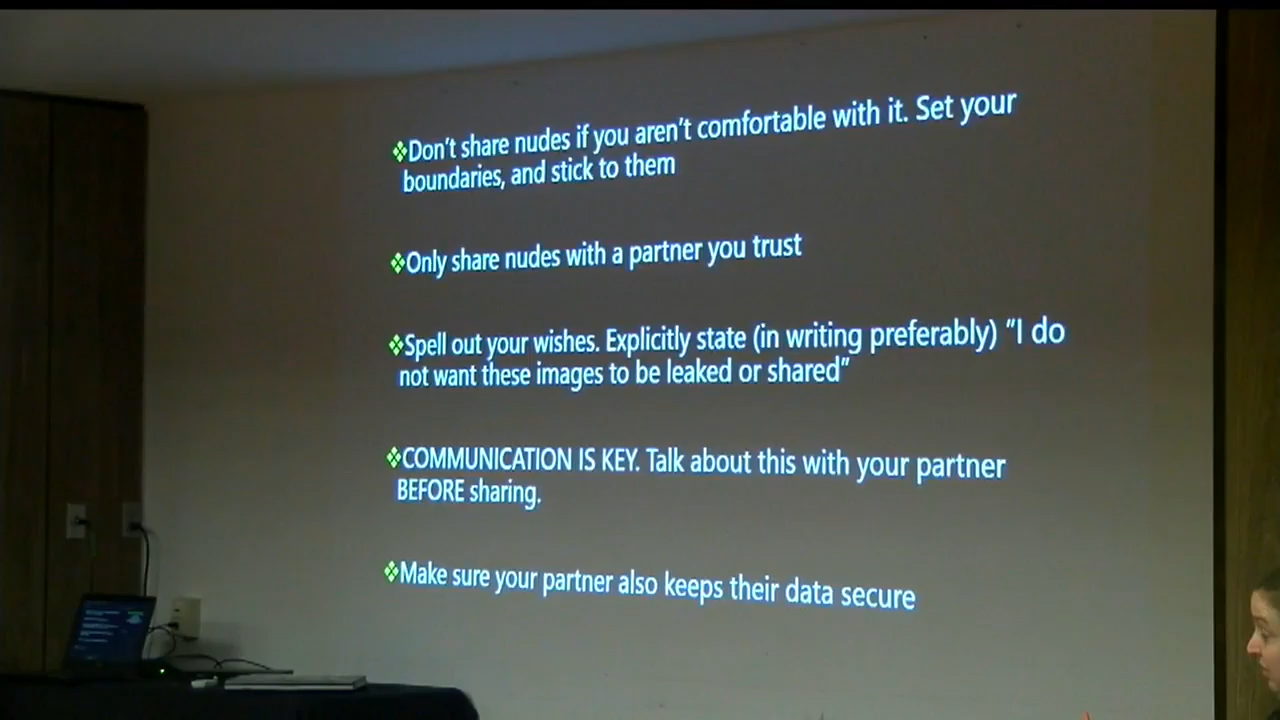 ❖Don't share nudes if you aren't comfortable with it. Set your
boundaries, and stick to them
❖Only share nudes with a partner you trust
❖Spell out your wishes. Explicitly state (in writing preferably) "I do
not want these images to be leaked or shared"
❖COMMUNICATION IS KEY. Talk about this with your partner
BEFORE sharing.
❖Make sure your partner also keeps their data secure